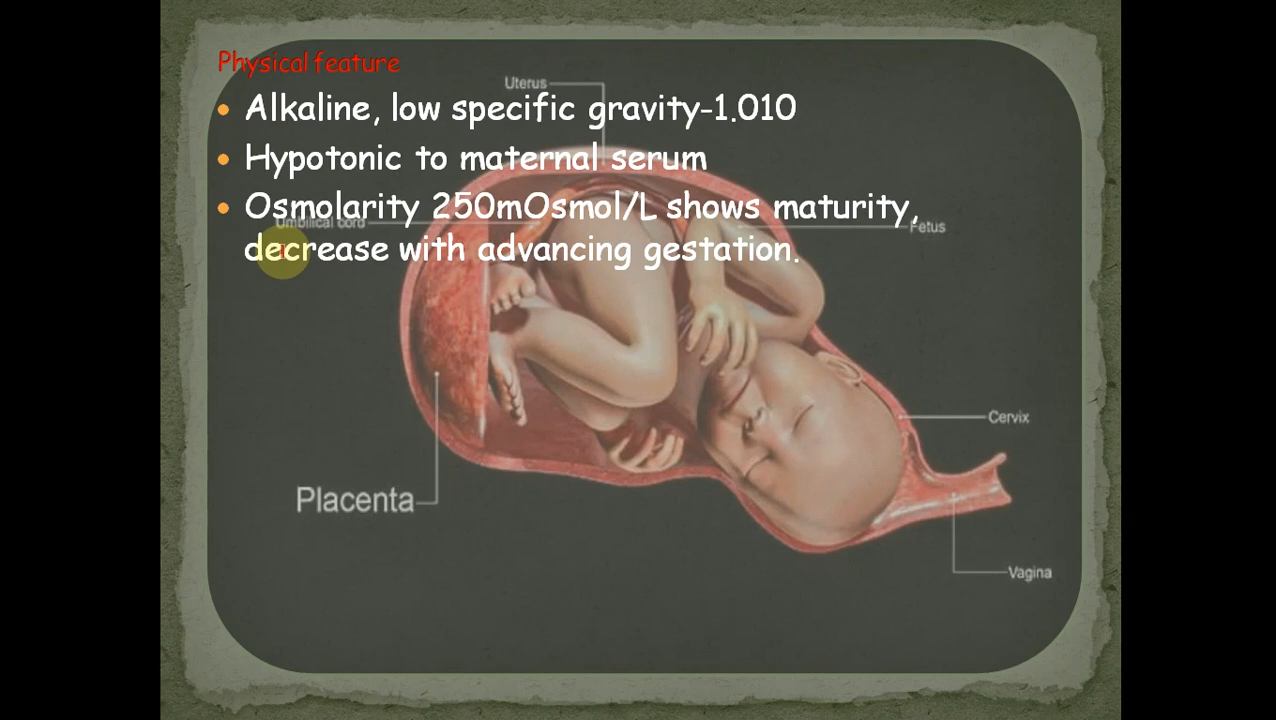 Physical feature
Uterus
Alkaline, low specific gravity-1.010
Hypotonic to maternal serum
Osmolarity 250mOsmol/L shows maturity,
Umbilical cord
Fetus
decrease with advancing gestation.
Cervix
Placenta
Vagina